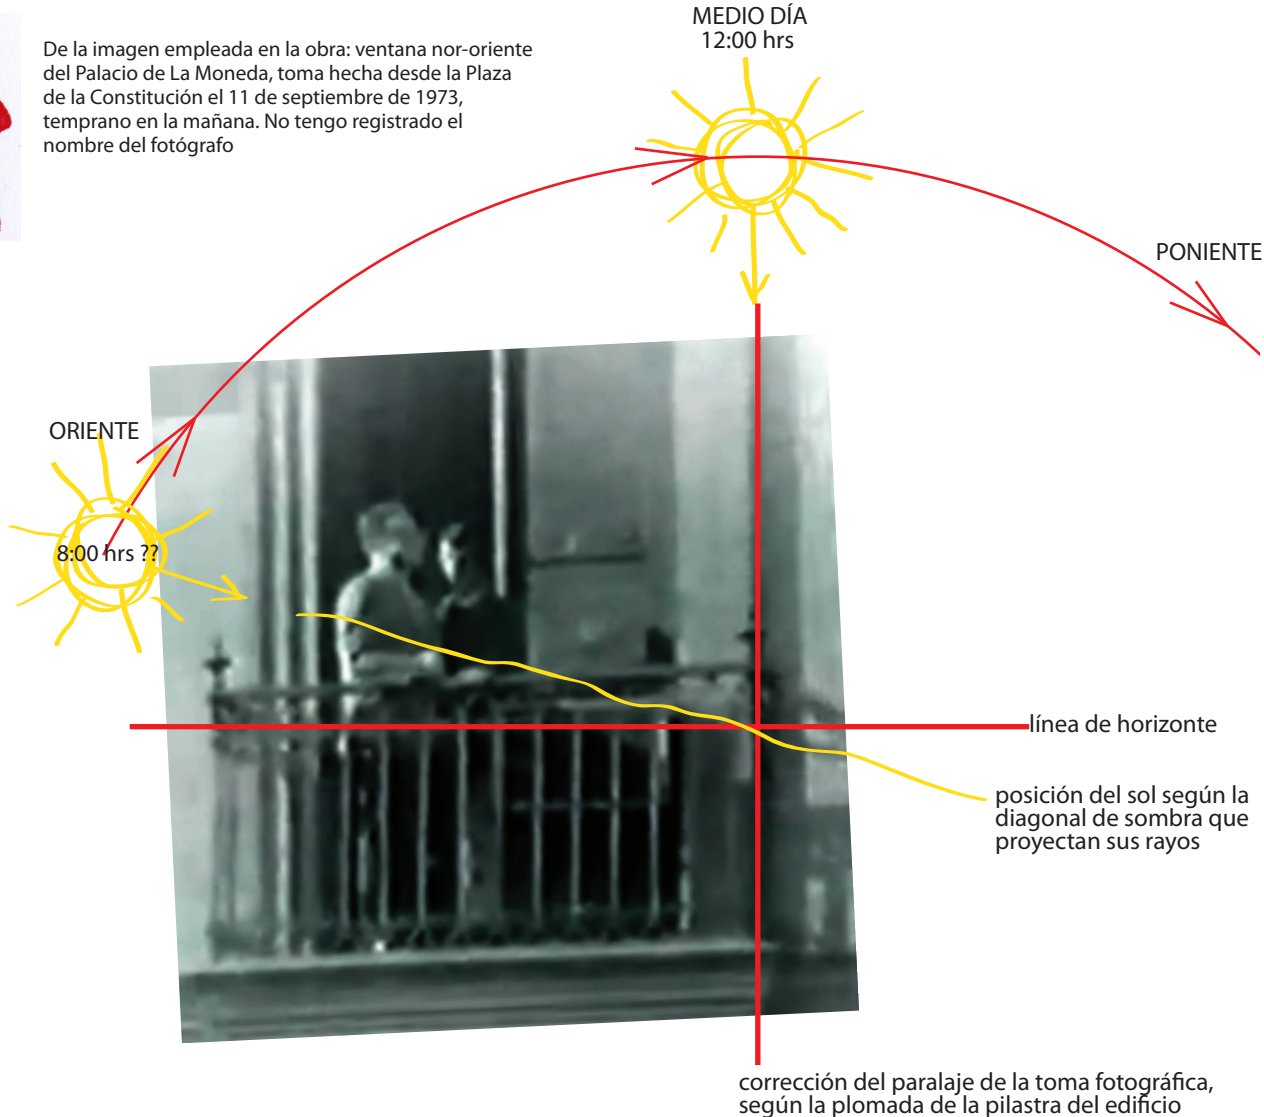 MEDIO DÍA
12:00 hrs
De la imagen empleada en la obra: ventana nor-oriente
del Palacio de La Moneda, toma hecha desde la Plaza
de la Constitución el 11 de septiembre de 1973,
temprano en la mañana. No tengo registrado el
nombre del fotógrafo
PONIENTE
ORIENTE
8:00 hrs ??
línea de horizonte
posición del sol según la
diagonal de sombra que
proyectan sus rayos
corrección del paralaje de la toma fotográfica,
según la plomada de la pilastra del edificio